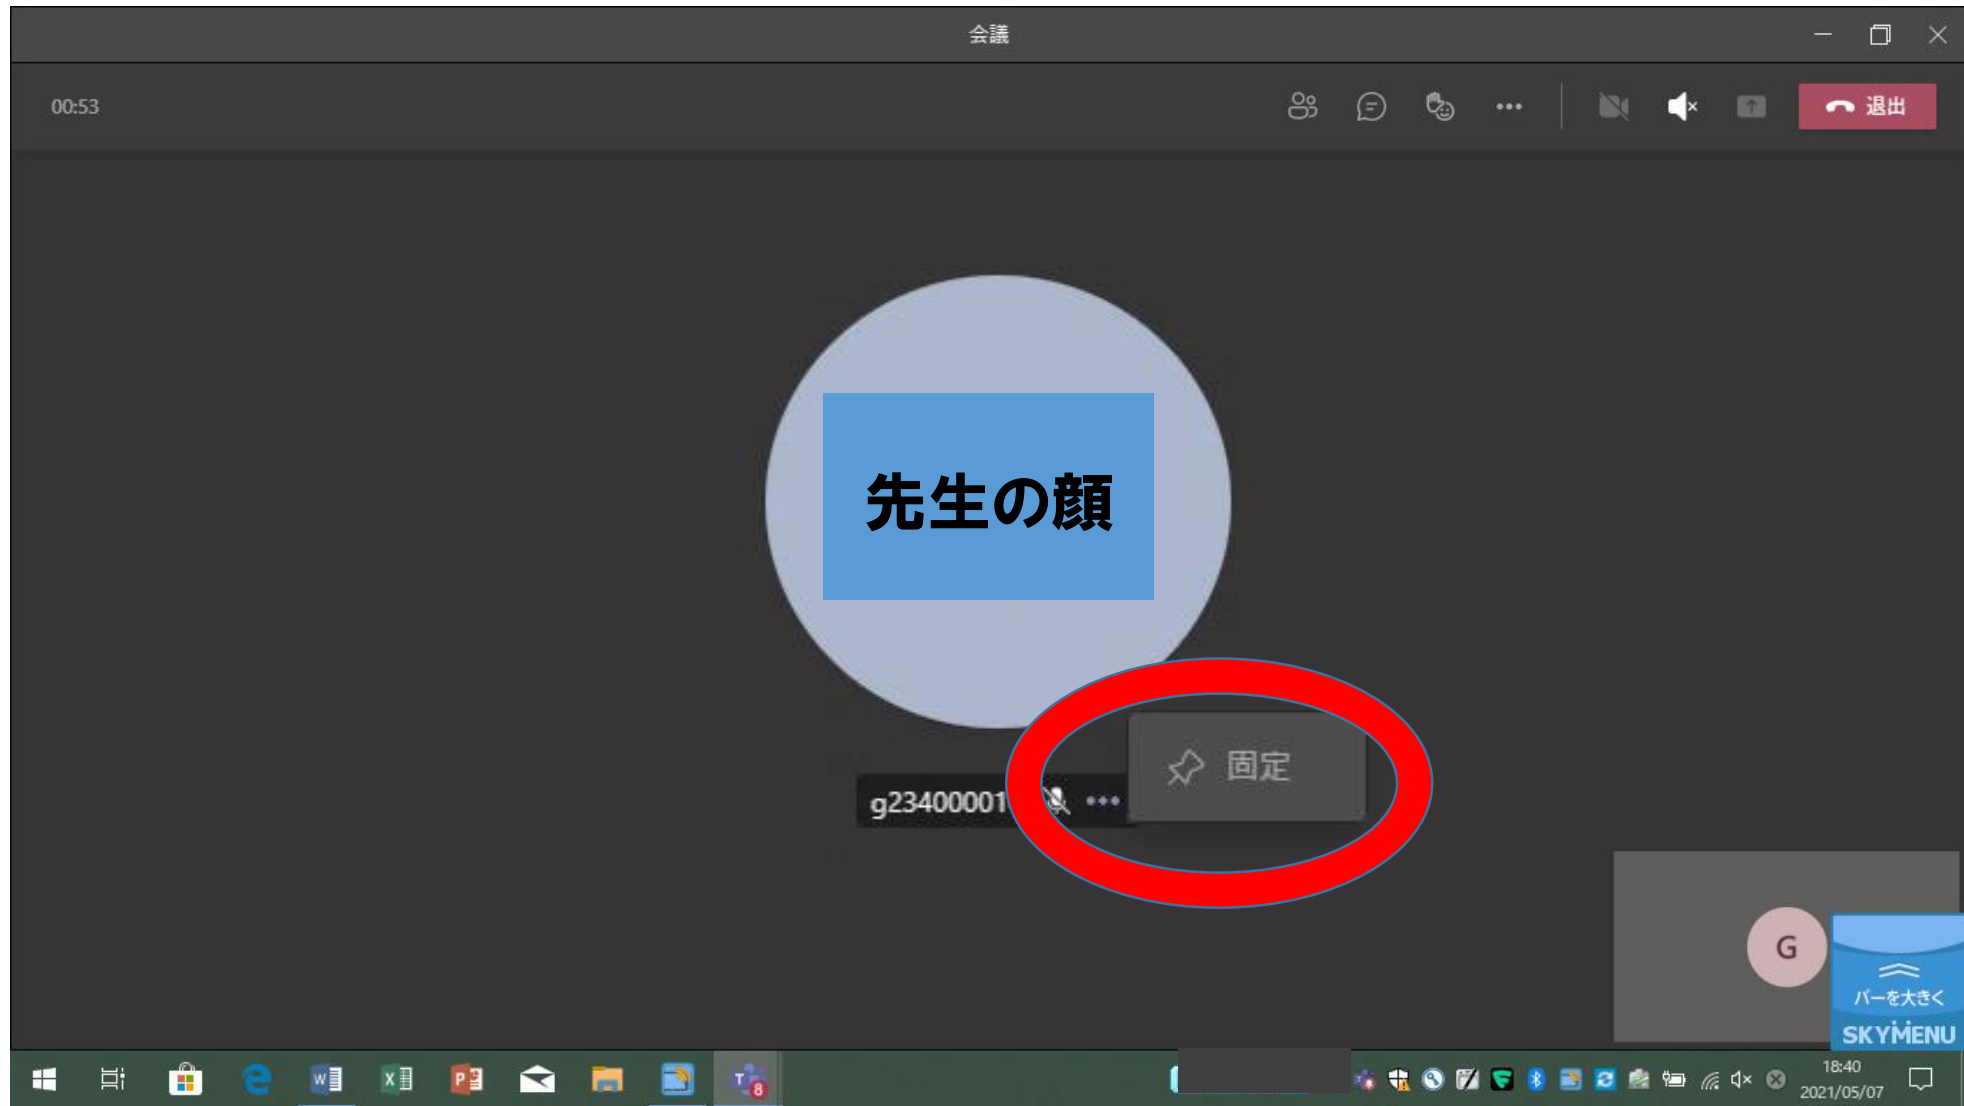 会議
00:53
退出
先生の顔
固定
g23400001
G
バーを大きく
SKYMENU
8
18:40
2021/05/07